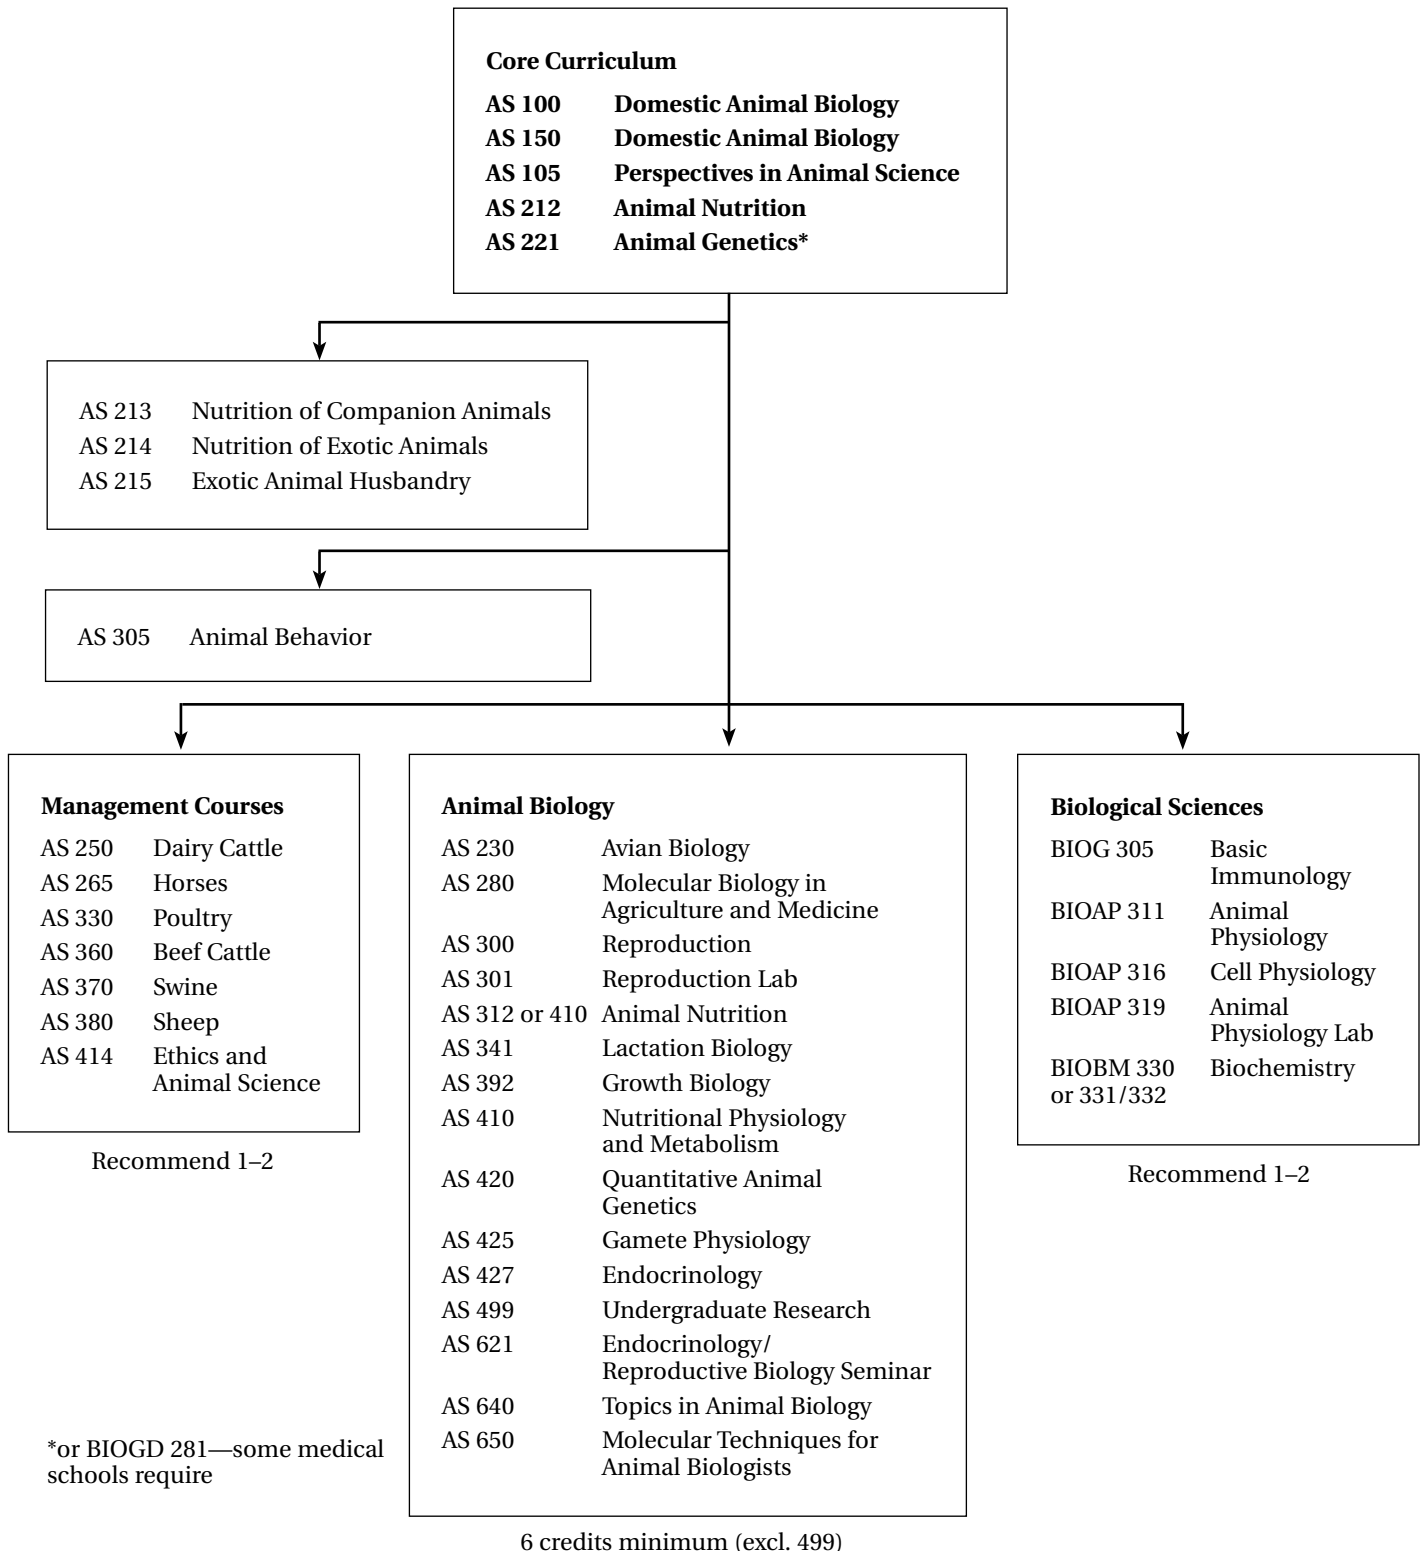 Core Curriculum
AS 100 Domestic Animal Biology
AS 150 Domestic Animal Biology
AS 105 Perspectives in Animal Science
AS 212 Animal Nutrition
AS 221 Animal Genetics*
AS 213 Nutrition of Companion Animals
AS 214 Nutrition of Exotic Animals
AS 215 Exotic Animal Husbandry
AS 305 Animal Behavior
Management Courses
AS 250 Dairy Cattle
AS 265 Horses
AS 330 Poultry
AS 360 Beef Cattle
AS 370 Swine
AS 380 Sheep
AS 414 Ethics and
Animal Science
Recommend 1–2
Animal Biology
AS 230 Avian Biology
AS 280 Molecular Biology in
Agriculture and Medicine
AS 300 Reproduction
AS 301 Reproduction Lab
AS 312 or 410 Animal Nutrition
AS 341 Lactation Biology
AS 392 Growth Biology
AS 410 Nutritional Physiology
and Metabolism
AS 420 Quantitative Animal
Genetics
AS 425 Gamete Physiology
AS 427 Endocrinology
AS 499 Undergraduate Research
AS 621 Endocrinology/
Reproductive Biology Seminar
AS 640 Topics in Animal Biology
AS 650 Molecular Techniques for
Animal Biologists
6 credits minimum (excl. 499)
Biological Sciences
BIOG 305 Basic
Immunology
BIOAP 311 Animal
Physiology
BIOAP 316 Cell Physiology
BIOAP 319 Animal
Physiology Lab
BIOBM 330 Biochemistry
or 331/332
Recommend 1–2
*or BIOGD 281—some medical
schools require